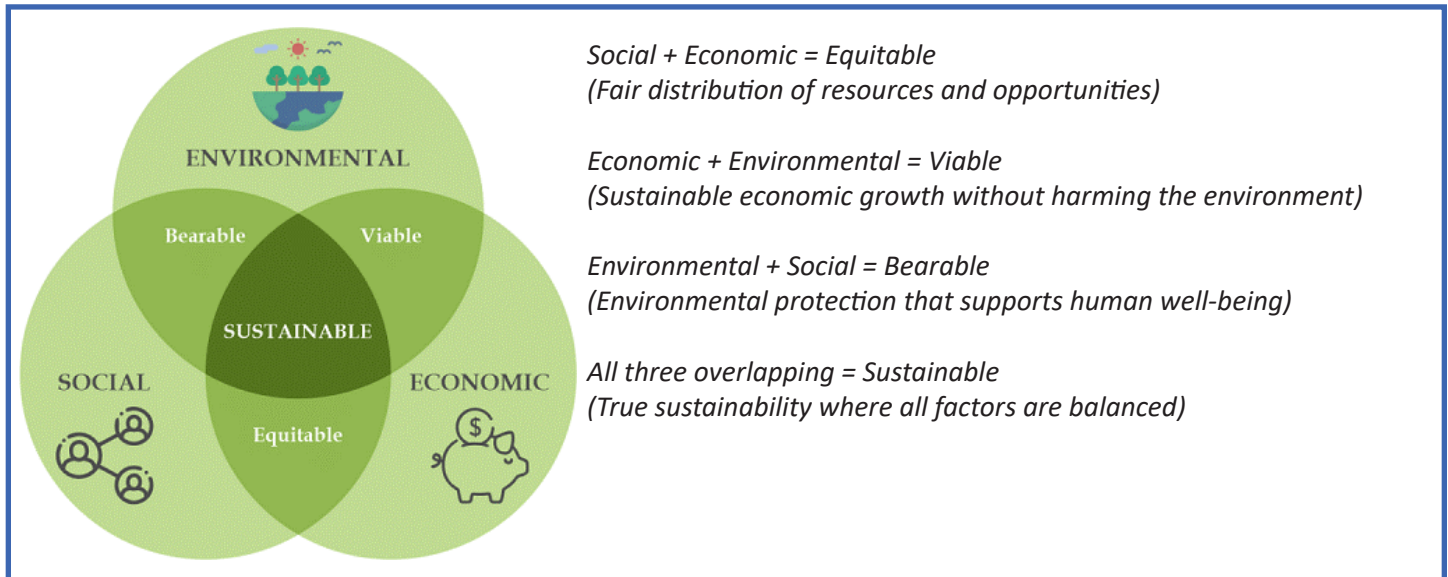 ENVIRONMENTAL
Bearable
Viable
SUSTAINABLE
SOCIAL
ECONOMIC
$
Equitable
Social + Economic = Equitable
(Fair distribution of resources and opportunities)
Economic + Environmental = Viable
(Sustainable economic growth without harming the environment)
Environmental + Social = Bearable
(Environmental protection that supports human well-being)
All three overlapping = Sustainable
(True sustainability where all factors are balanced)